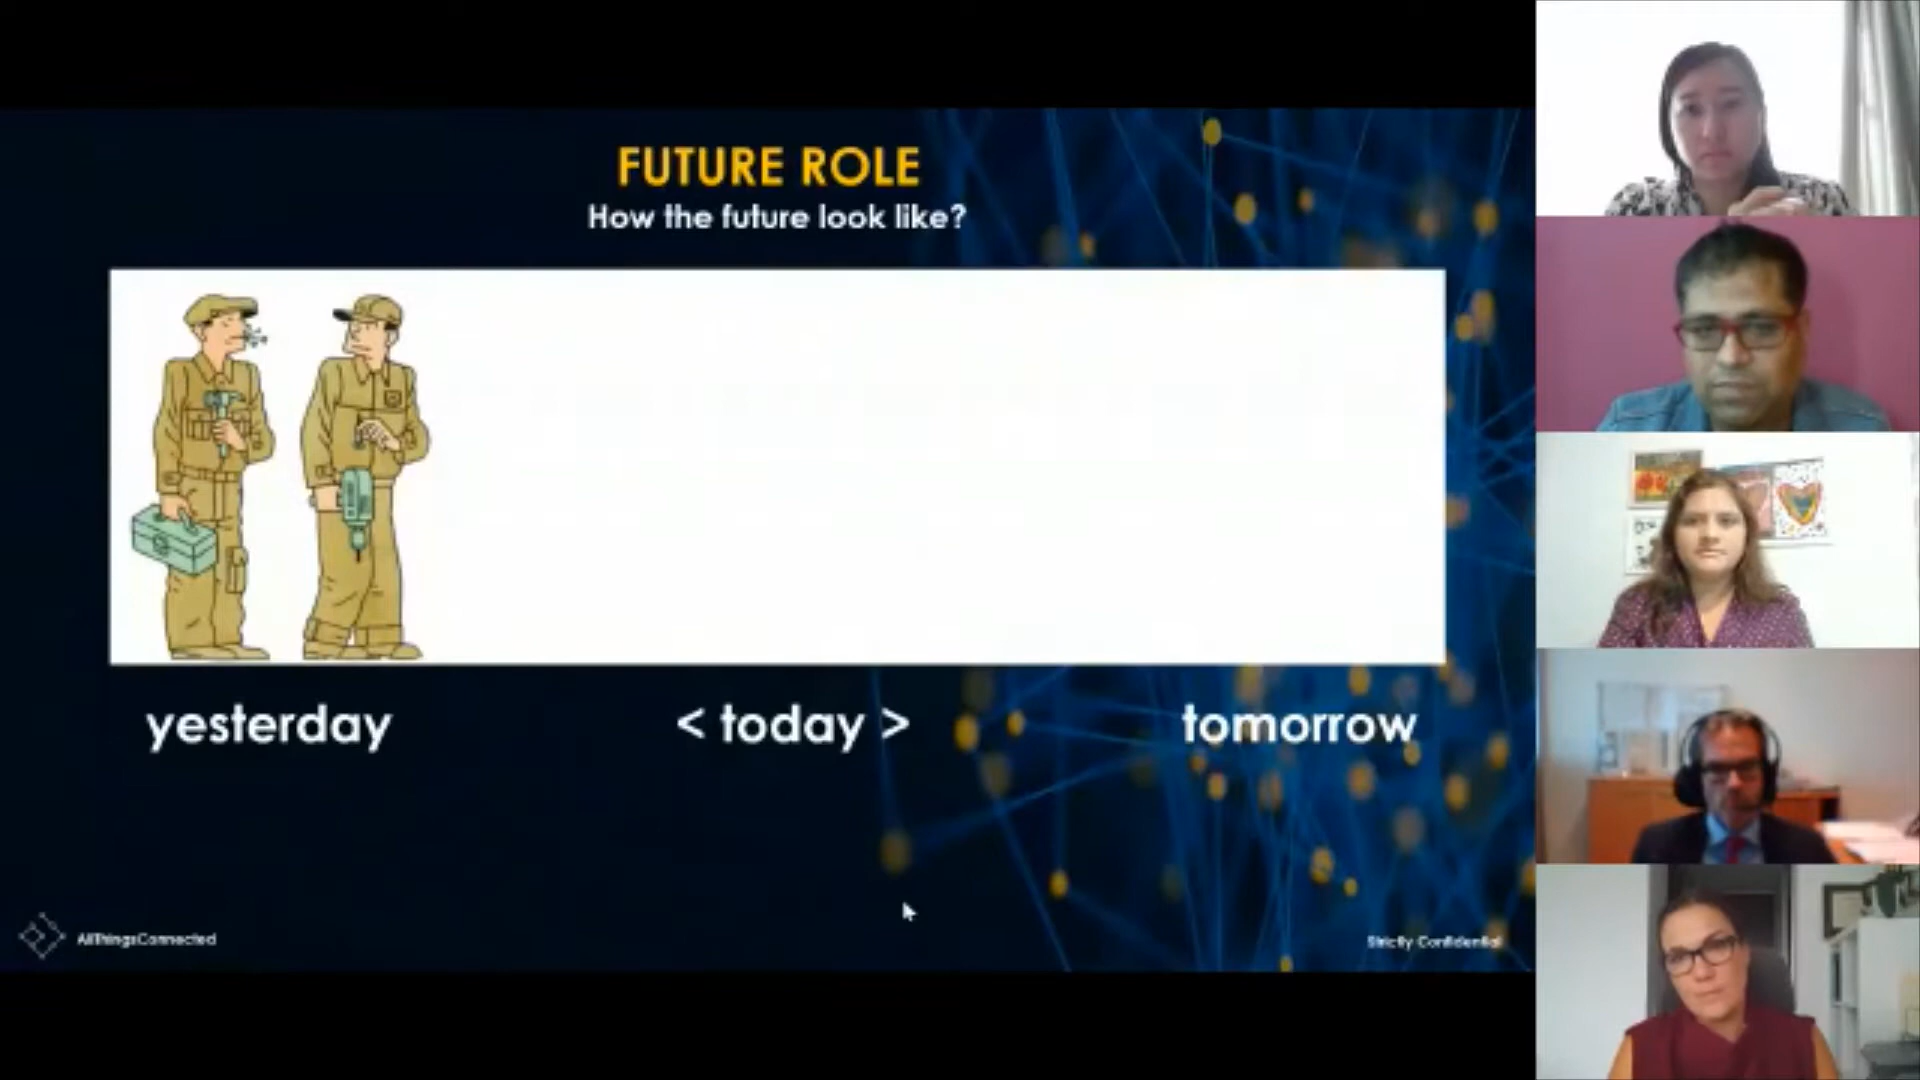 FUTURE ROLE
How the future look like?
yesterday
< today >
tomorrow
AllThingsConnected
Strictly Confidential